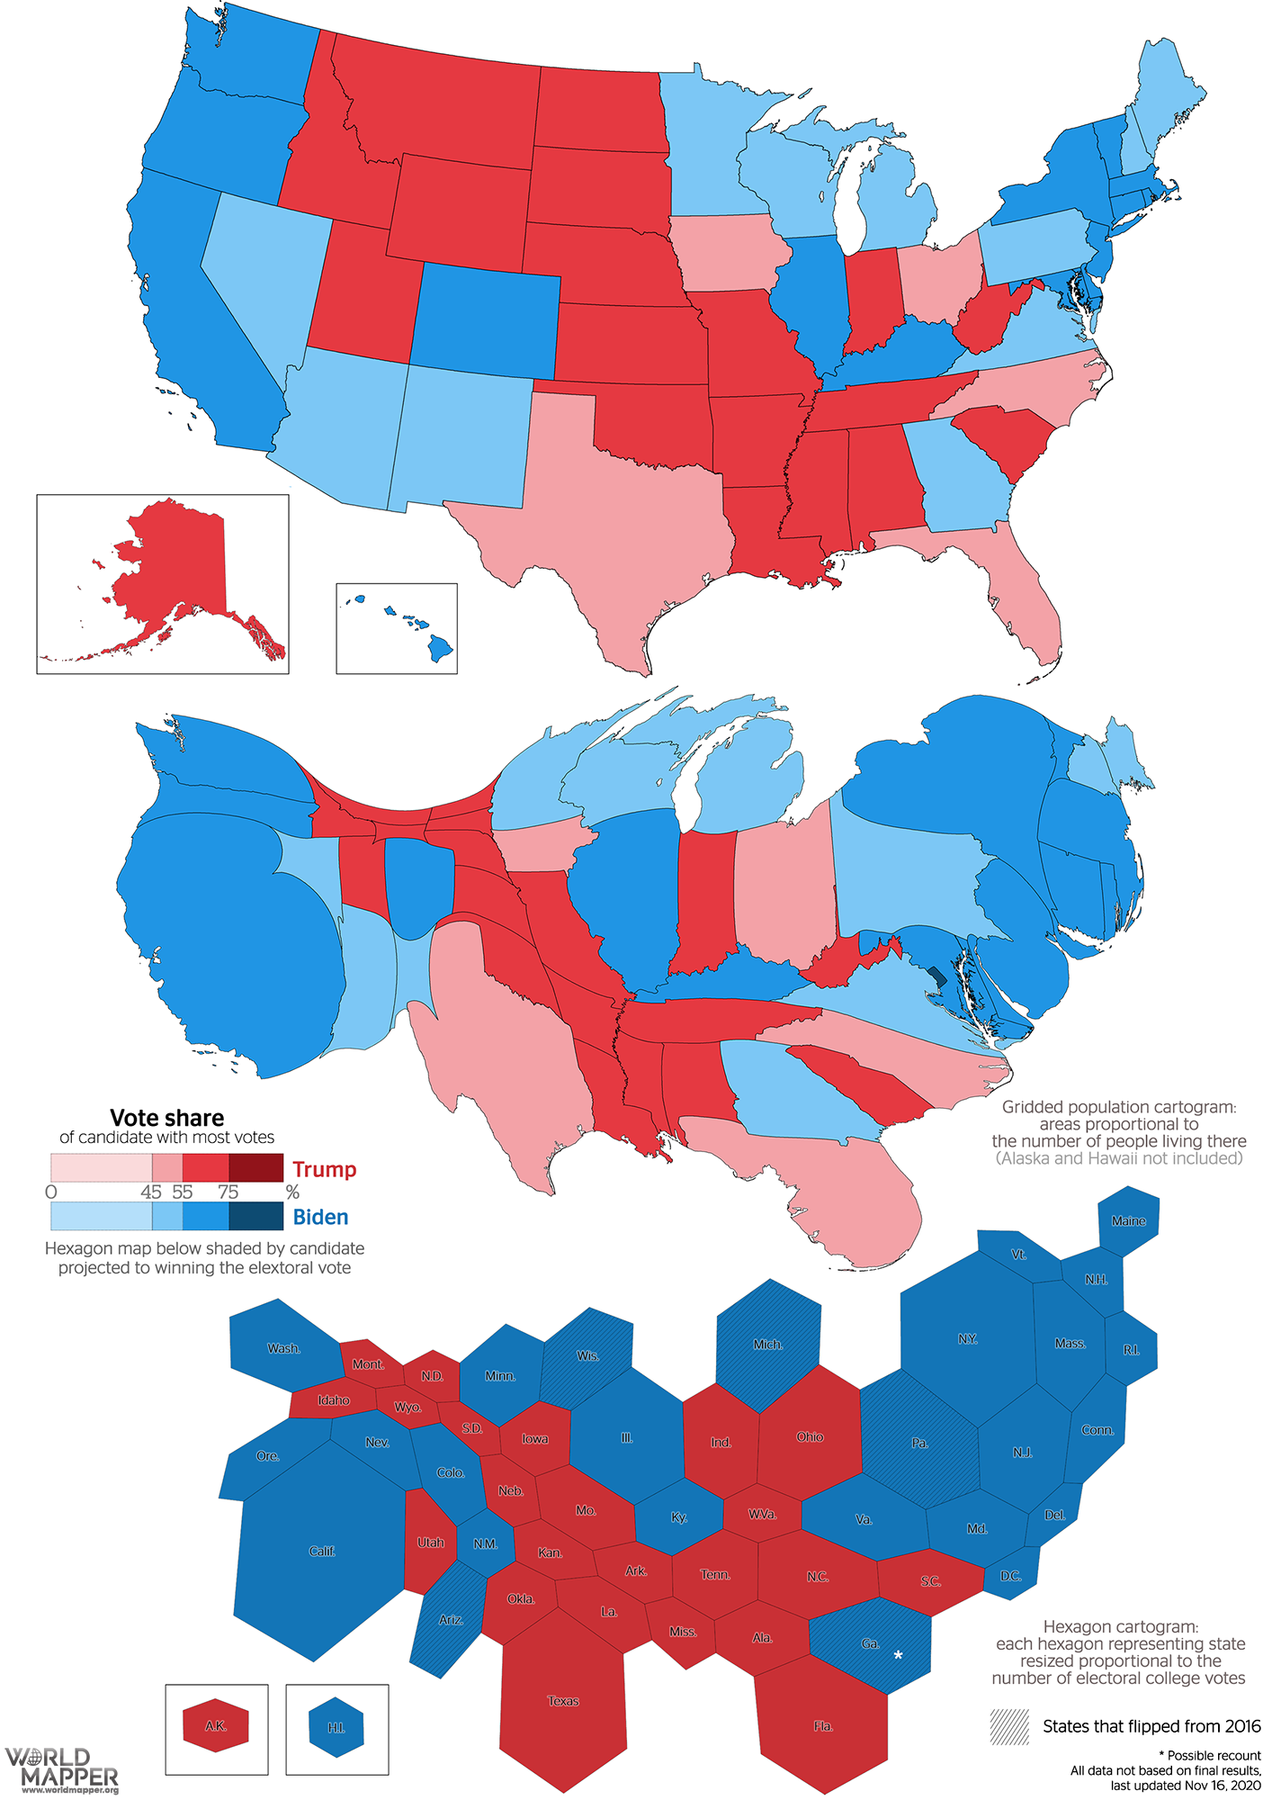 Vote share
of candidate with most votes
Trump
0 45 55 75 %
Biden
Hexagon map below shaded by candidate
projected to winning the elextoral vote
Gridded population cartogram:
areas proportional to
the number of people living there
(Alaska and Hawaii not included)
Maine
Vt.
N.H.
Wash.
Mont.
N.D.
Minn.
Wis.
Mich.
N.Y.
Mass.
R.I.
Idaho
Wyo.
S.D.
Iowa
Ill.
Ind.
Ohio
Pa.
N.J.
Conn.
Ore.
Nev.
Colo.
Neb.
Mo.
Ky.
W.Va.
Va.
Md.
Del.
Calif.
Utah
N.M.
Kan.
Ark.
Tenn.
N.C.
S.C.
D.C.
Ariz.
Okla.
La.
Miss.
Ala.
Ga.
*
Texas
Fla.
A.K.
H.I.
Hexagon cartogram:
each hexagon representing state
resized proportional to the
number of electoral college votes
States that flipped from 2016
* Possible recount
All data not based on final results,
last updated Nov 16, 2020
WORLD
MAPPER
www.worldmapper.org